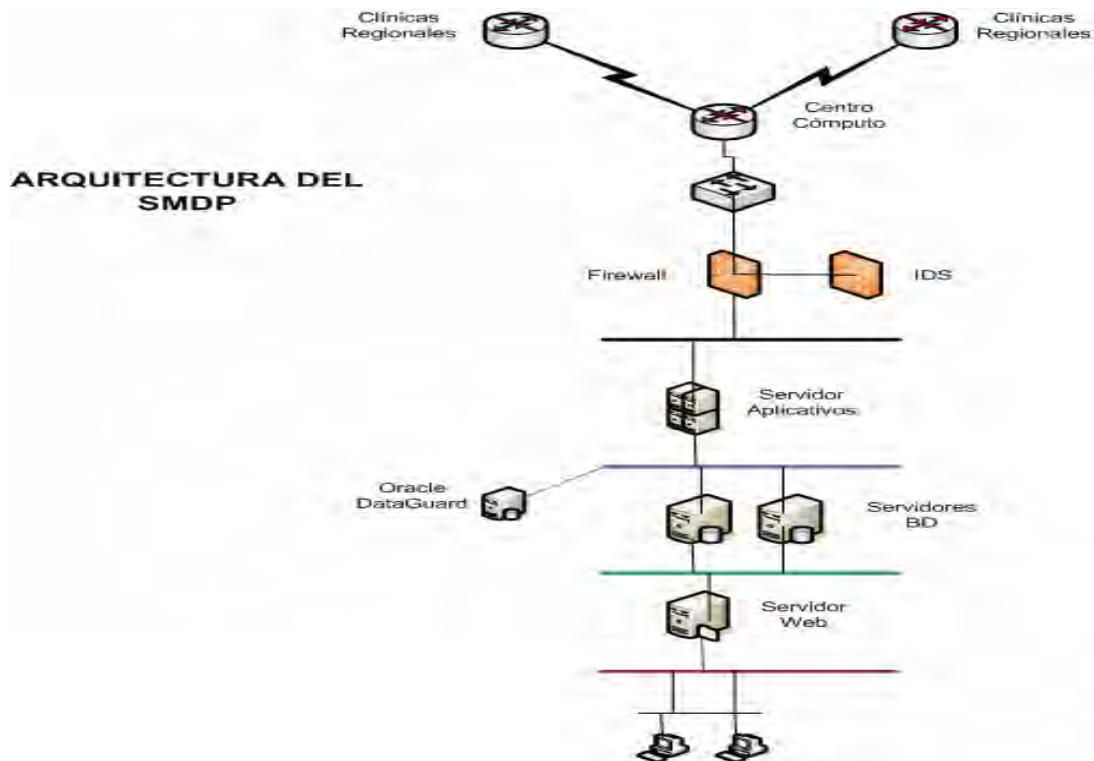 Clínicas
Regionales
Clínicas
Regionales
Centro
Cómputo
ARQUITECTURA DEL
SMDP
Firewall
IDS
Servidor
Aplicativos
Oracle
DataGuard
Servidores
BD
Servidor
Web